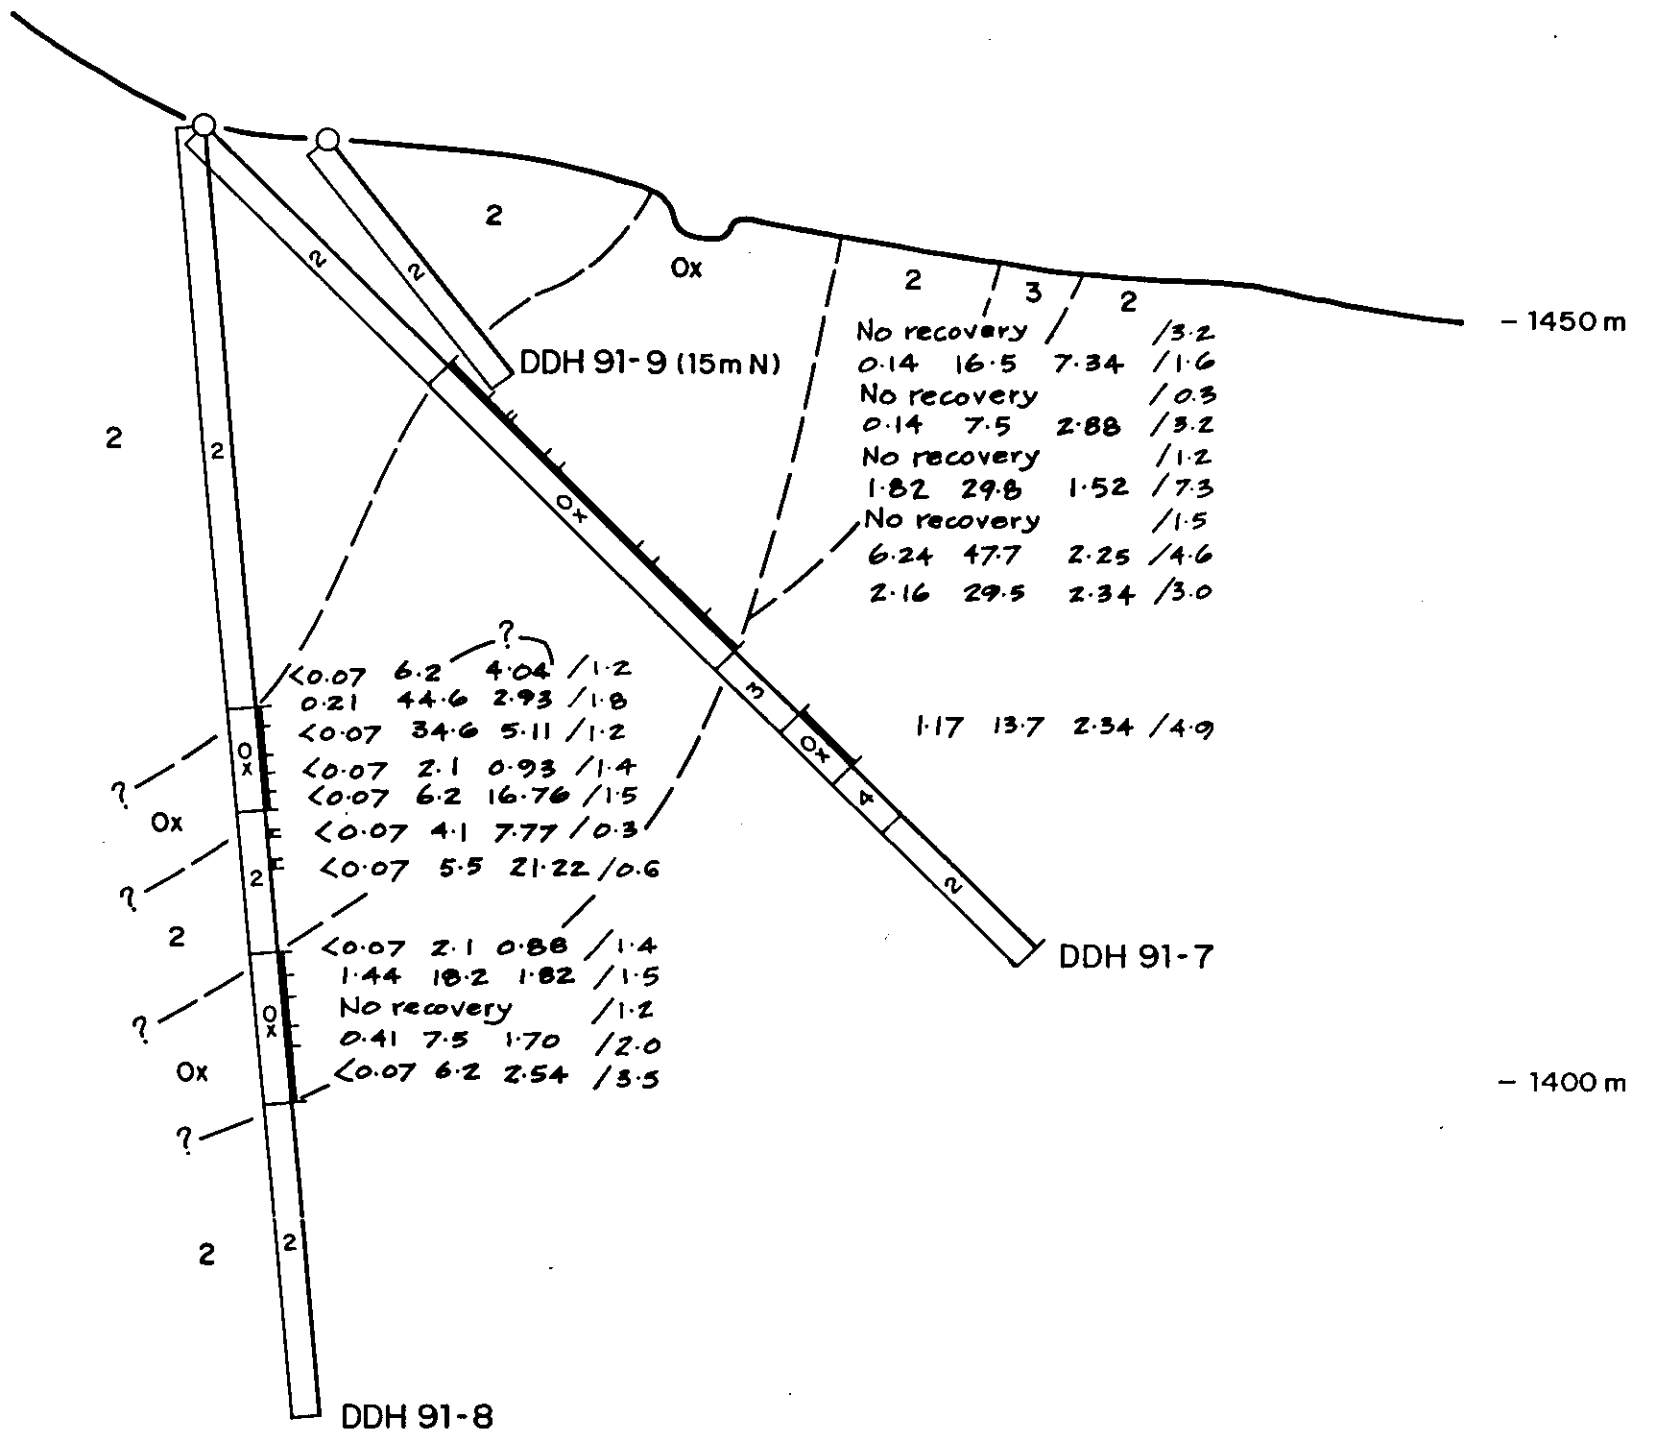 2
Ox
2
3
2
- 1450 m
2
2
DDH 91-9 (15m N)
No recovery /3.2
0.14 16.5 7.34 /1.6
No recovery /0.3
0.14 7.5 2.88 /3.2
No recovery /1.2
1.82 29.8 1.52 /7.3
No recovery /1.5
6.24 47.7 2.25 /4.6
2.16 29.5 2.34 /3.0
2
2
Ox
?
<0.07 6.2 4.04 /1.2
0.21 44.6 2.93 /1.8
<0.07 34.6 5.11 /1.2
<0.07 2.1 0.93 /1.4
<0.07 6.2 16.76 /1.5
<0.07 4.1 7.77 /0.3
<0.07 5.5 21.22 /0.6
3
1.17 13.7 2.34 /4.9
Ox
4
2
DDH 91-7
Ox
?
Ox
2
?
2
<0.07 2.1 0.88 /1.4
1.44 18.2 1.82 /1.5
No recovery /1.2
0.41 7.5 1.70 /2.0
<0.07 6.2 2.54 /3.5
Ox
?
Ox
- 1400 m
?
2
2
DDH 91-8